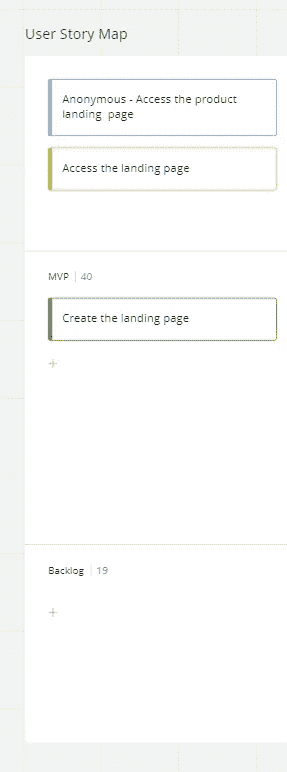 User Story Map
Anonymous - Access the product
landing page
Access the landing page
MVP | 40
Create the landing page
+
Backlog | 19
+